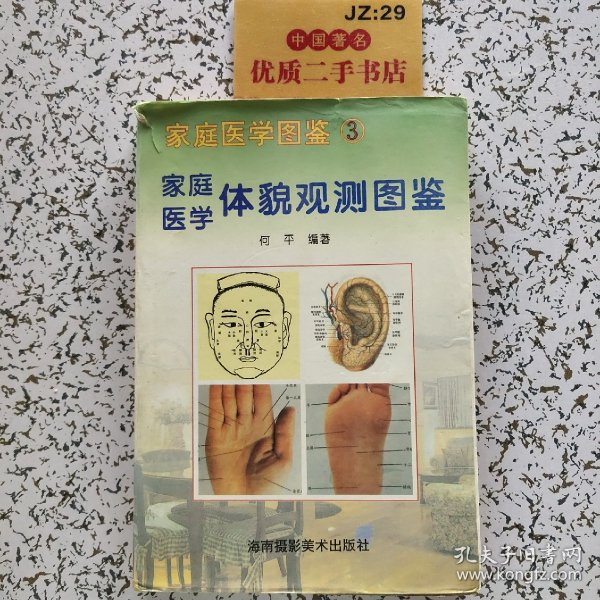 JZ:29
中国著名
优质二手书店
家庭医学图鉴 ③
家庭
医学 体貌观测图鉴
何平 编著
海南摄影美术出版社
孔夫子旧书网
www.kongfz.com